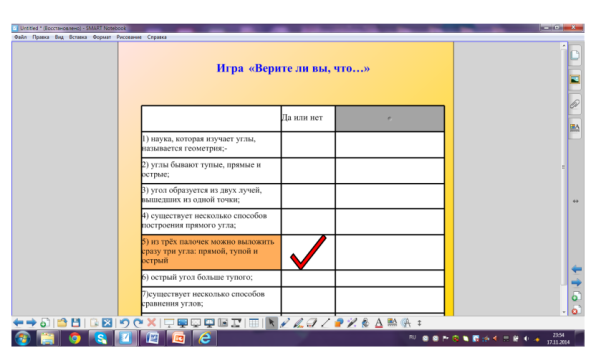 Untitled * [Восстановлено] - SMART Notebook
Файл Правка Вид Вставка Формат Рисование Справка
Игра «Верите ли вы, что…»
Да или нет
1) наука, которая изучает углы,
называется геометрия;-
2) углы бывают тупые, прямые и
острые;
3) угол образуется из двух лучей,
вышедших из одной точки;
4) существует несколько способов
построения прямого угла;
5) из трёх палочек можно выложить
сразу три угла: прямой, тупой и
острый
6) острый угол больше тупого;
7)существует несколько способов
сравнения углов;
RU
23:54
17.11.2014